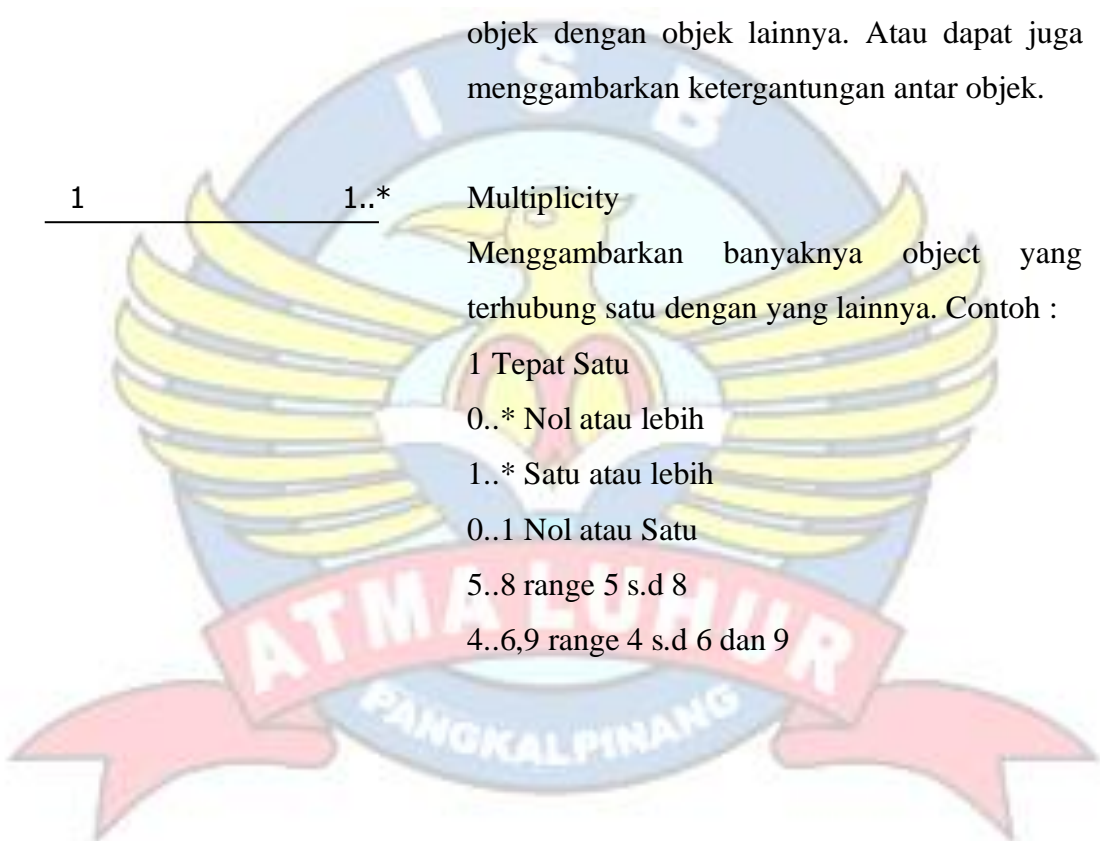 objek dengan objek lainnya. Atau dapat juga
menggambarkan ketergantungan antar objek.
1 1..* Multiplicity
Menggambarkan banyaknya object yang
terhubung satu dengan yang lainnya. Contoh :
1 Tepat Satu
0..* Nol atau lebih
1..* Satu atau lebih
0..1 Nol atau Satu
5..8 range 5 s.d 8
4..6,9 range 4 s.d 6 dan 9
I S B
ATMA LUHUR
PANGKALPINANG